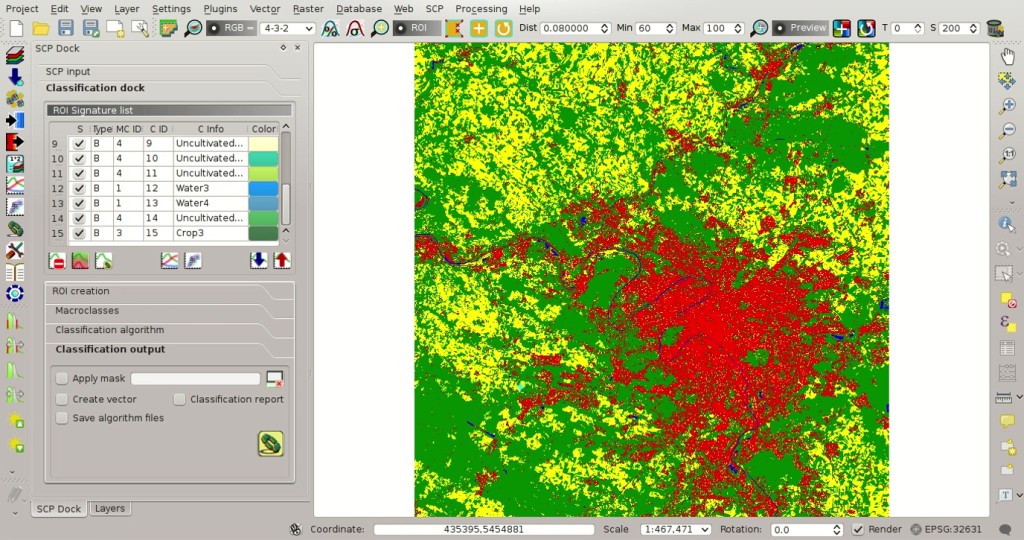 Project Edit View Layer Settings Plugins Vector Raster Database Web SCP Processing Help
RGB = 4-3-2 ROI Dist 0.080000 Min 60 Max 100 Preview T 0 S 200
SCP Dock
SCP input
Classification dock
ROI Signature list
S Type MC ID C ID C Info Color
9 B 4 9 Uncultivated...
10 B 4 10 Uncultivated...
11 B 4 11 Uncultivated...
12 B 1 12 Water3
13 B 1 13 Water4
14 B 4 14 Uncultivated...
15 B 3 15 Crop3
ROI creation
Macroclasses
Classification algorithm
Classification output
Apply mask
Create vector Classification report
Save algorithm files
SCP Dock Layers
Coordinate: 435395,5454881 Scale 1:467,471 Rotation: 0.0 Render EPSG:32631